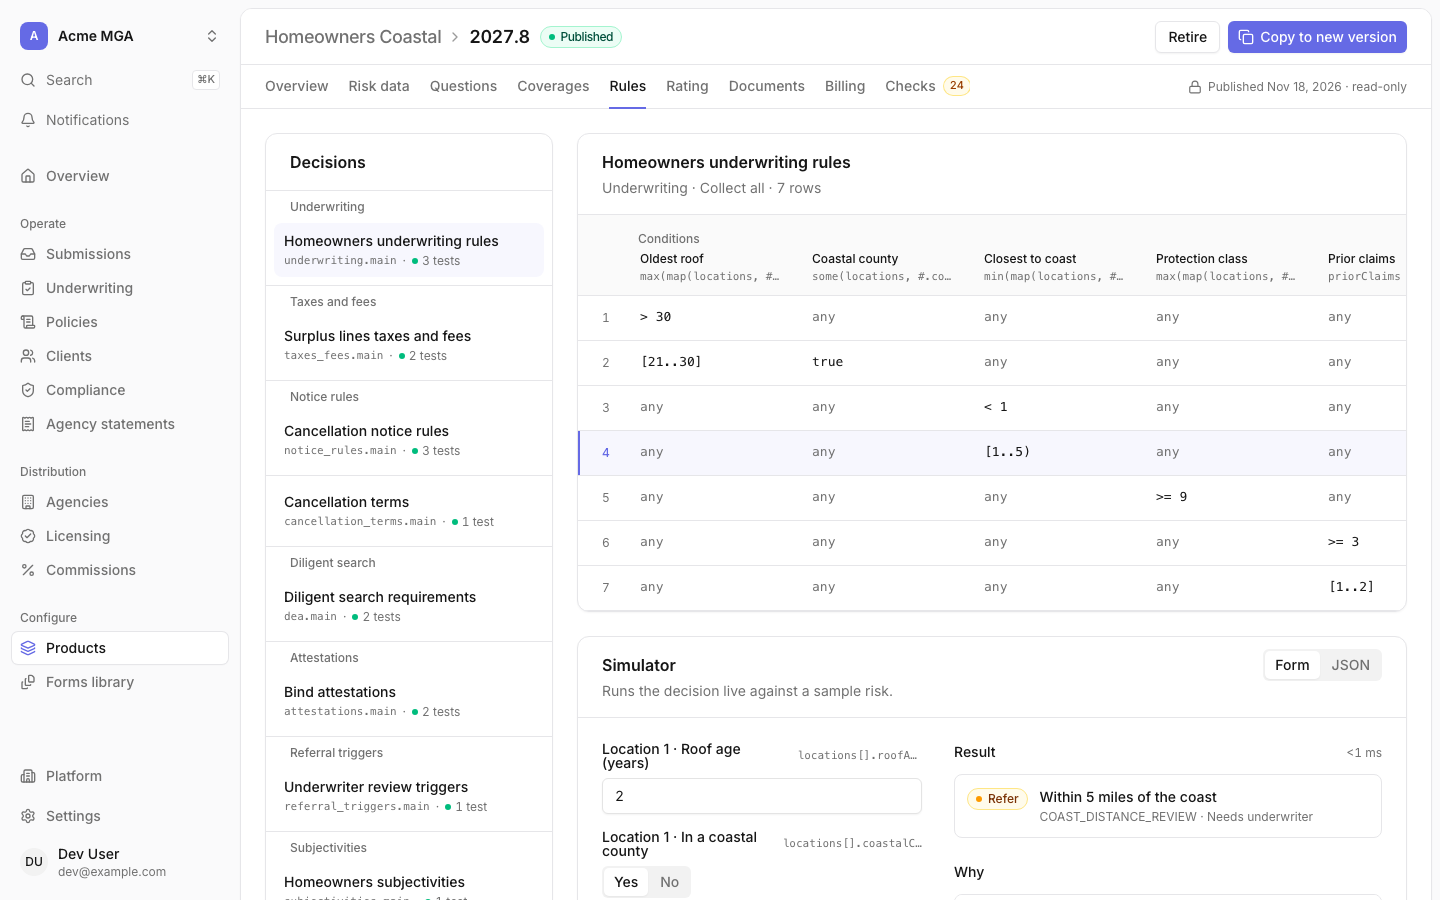 A
Acme MGA
Search
⌘K
Notifications
Overview
Operate
Submissions
Underwriting
Policies
Clients
Compliance
Agency statements
Distribution
Agencies
Licensing
Commissions
Configure
Products
Forms library
Platform
Settings
DU
Dev User
dev@example.com
Homeowners Coastal › 2027.8 Published
Retire
Copy to new version
Overview Risk data Questions Coverages Rules Rating Documents Billing Checks 24
Published Nov 18, 2026 · read-only
Decisions
Underwriting
Homeowners underwriting rules
underwriting.main · 3 tests
Taxes and fees
Surplus lines taxes and fees
taxes_fees.main · 2 tests
Notice rules
Cancellation notice rules
notice_rules.main · 3 tests
Cancellation terms
cancellation_terms.main · 1 test
Diligent search
Diligent search requirements
dea.main · 2 tests
Attestations
Bind attestations
attestations.main · 2 tests
Referral triggers
Underwriter review triggers
referral_triggers.main · 1 test
Subjectivities
Homeowners subjectivities
Homeowners underwriting rules
Underwriting · Collect all · 7 rows
Conditions
Oldest roof Coastal county Closest to coast Protection class Prior claims
max(map(locations, #… some(locations, #.co… min(map(locations, #… max(map(locations, #… priorClaims
1 > 30 any any any any
2 [21..30] true any any any
3 any any < 1 any any
4 any any [1..5) any any
5 any any any >= 9 any
6 any any any any >= 3
7 any any any any [1..2]
Simulator
Form JSON
Runs the decision live against a sample risk.
Location 1 · Roof age
(years)
locations[].roofA…
2
Location 1 · In a coastal
county
locations[].coastalC…
Yes No
Result
<1 ms
Refer
Within 5 miles of the coast
COAST_DISTANCE_REVIEW · Needs underwriter
Why